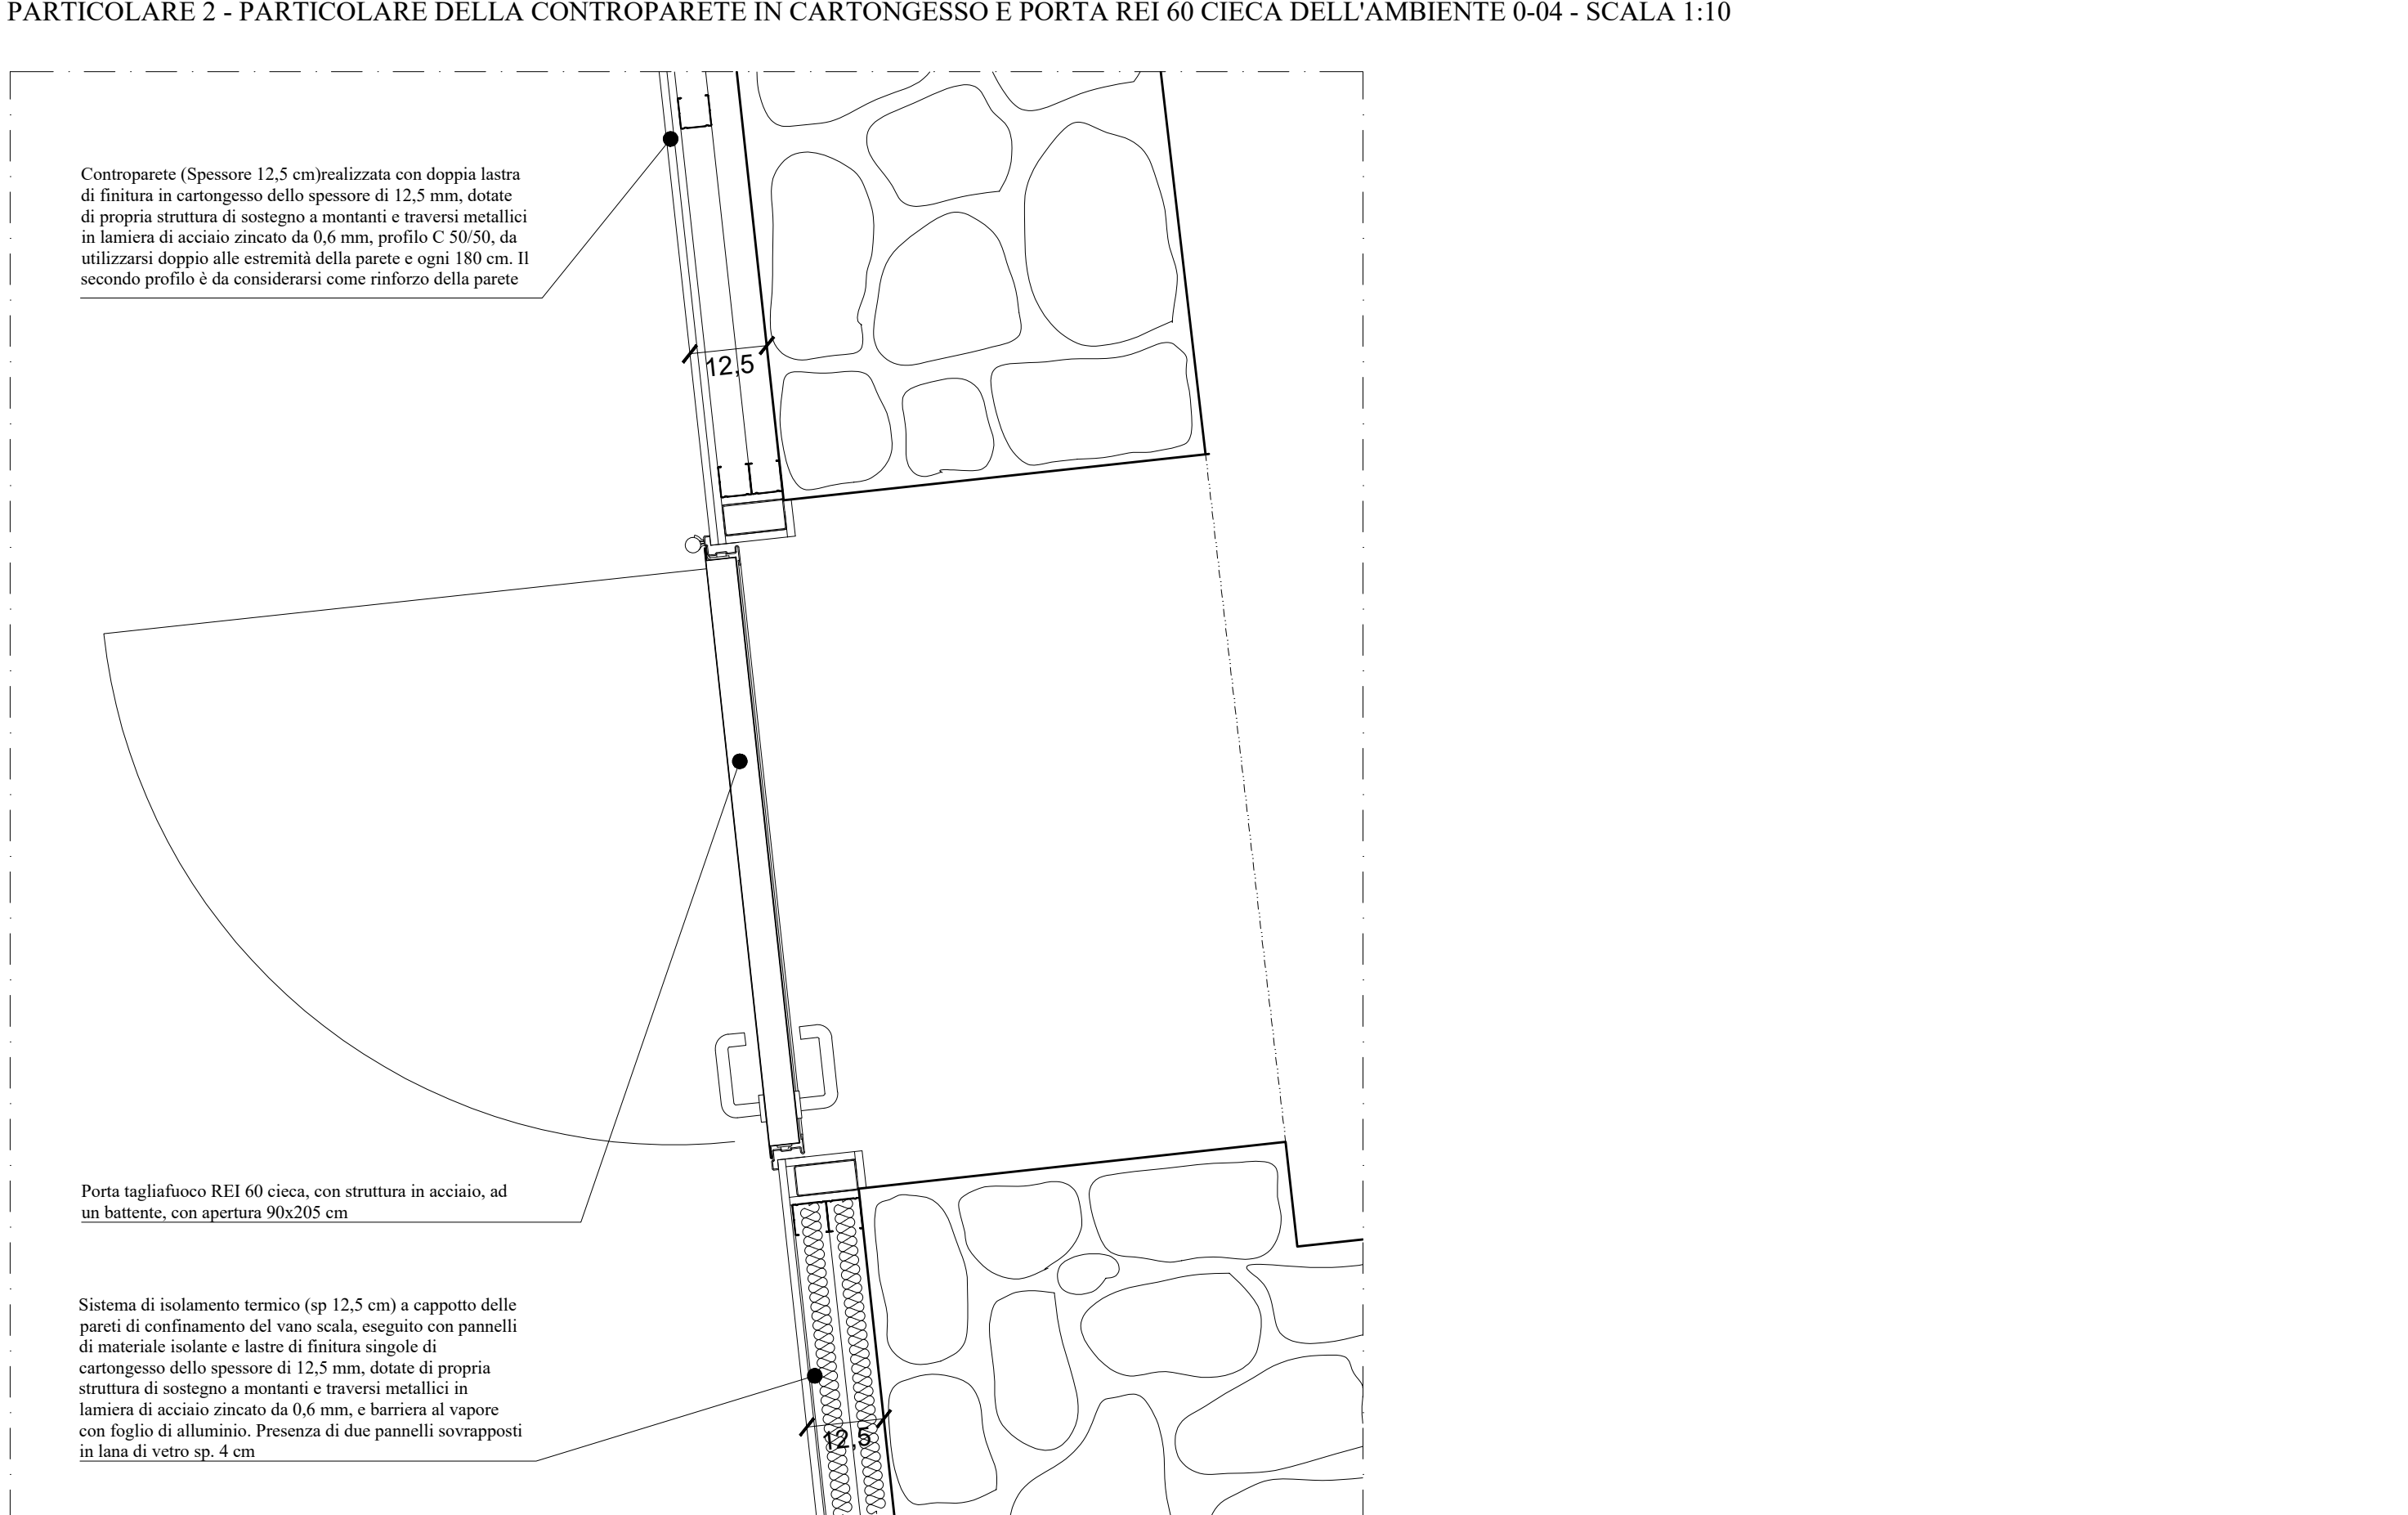 PARTICOLARE 2 - PARTICOLARE DELLA CONTROPARETE IN CARTONGESSO E PORTA REI 60 CIECA DELL'AMBIENTE 0-04 - SCALA 1:10
Controparete (Spessore 12,5 cm)realizzata con doppia lastra
di finitura in cartongesso dello spessore di 12,5 mm, dotate
di propria struttura di sostegno a montanti e traversi metallici
in lamiera di acciaio zincato da 0,6 mm, profilo C 50/50, da
utilizzarsi doppio alle estremità della parete e ogni 180 cm. Il
secondo profilo è da considerarsi come rinforzo della parete
12,5
Porta tagliafuoco REI 60 cieca, con struttura in acciaio, ad
un battente, con apertura 90x205 cm
Sistema di isolamento termico (sp 12,5 cm) a cappotto delle
pareti di confinamento del vano scala, eseguito con pannelli
di materiale isolante e lastre di finitura singole di
cartongesso dello spessore di 12,5 mm, dotate di propria
struttura di sostegno a montanti e traversi metallici in
lamiera di acciaio zincato da 0,6 mm, e barriera al vapore
con foglio di alluminio. Presenza di due pannelli sovrapposti
in lana di vetro sp. 4 cm
12,5